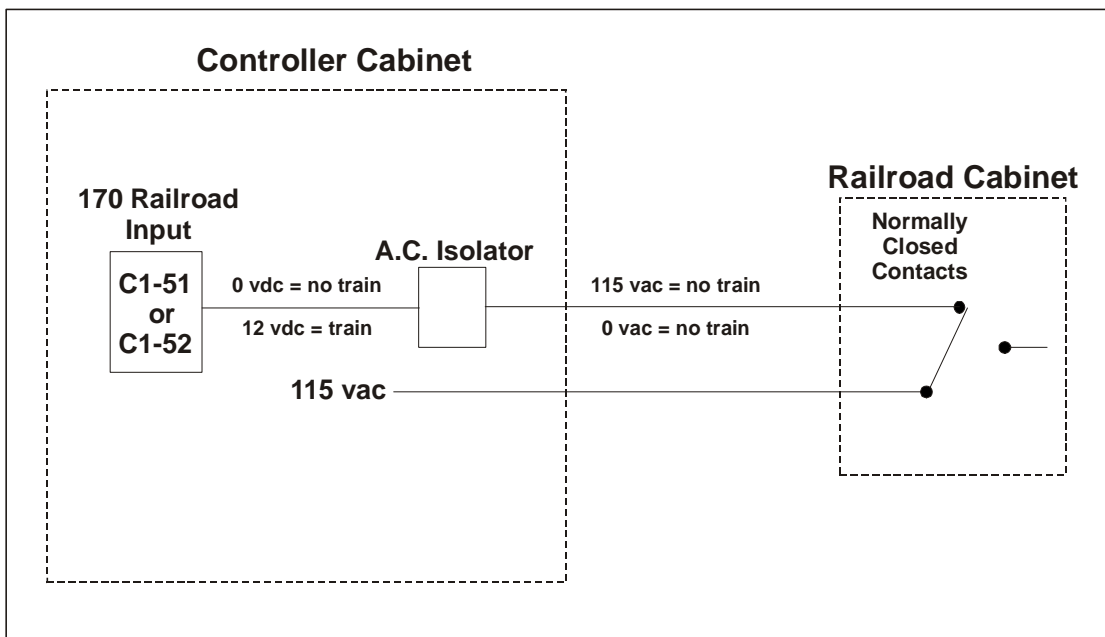 Controller Cabinet
170 Railroad
Input
C1-51
or
C1-52
0 vdc = no train
12 vdc = train
A.C. Isolator
115 vac
115 vac = no train
0 vac = no train
Railroad Cabinet
Normally
Closed
Contacts